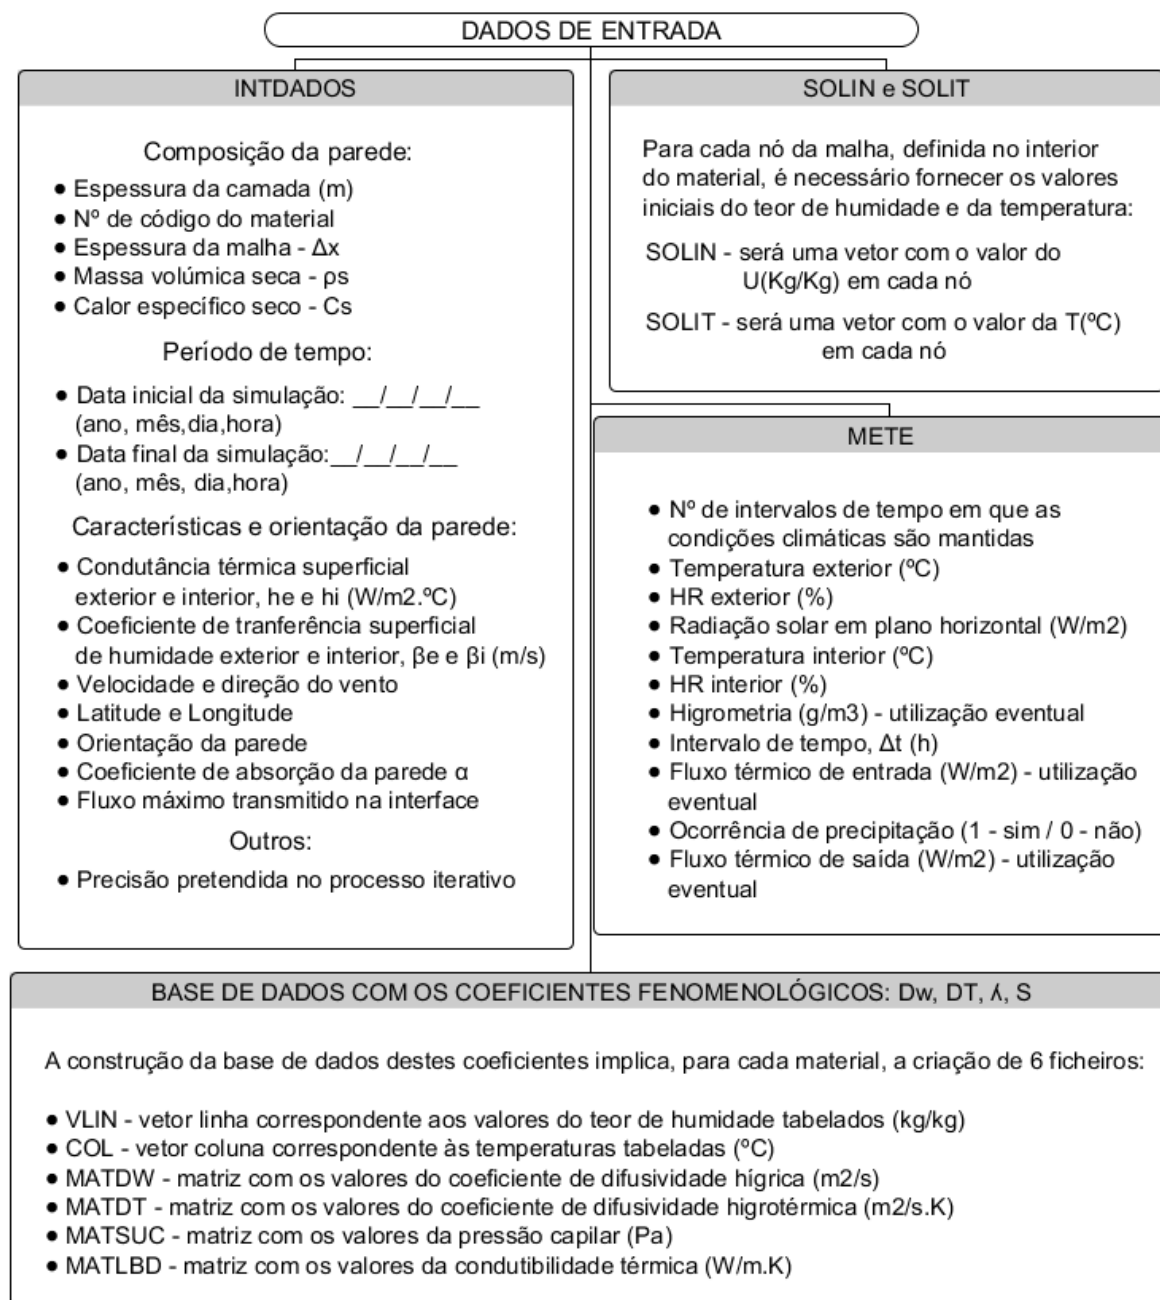 DADOS DE ENTRADA
INTDADOS
Composição da parede:
● Espessura da camada (m)
● Nº de código do material
● Espessura da malha - Δx
● Massa volúmica seca - ρs
● Calor específico seco - Cs
Período de tempo:
● Data inicial da simulação: __/__/__/__
(ano, mês,dia,hora)
● Data final da simulação:__/__/__/__
(ano, mês, dia,hora)
Características e orientação da parede:
● Condutância térmica superficial
exterior e interior, he e hi (W/m2.ºC)
● Coeficiente de tranferência superficial
de humidade exterior e interior, βe e βi (m/s)
● Velocidade e direção do vento
● Latitude e Longitude
● Orientação da parede
● Coeficiente de absorção da parede α
● Fluxo máximo transmitido na interface
Outros:
● Precisão pretendida no processo iterativo
SOLIN e SOLIT
Para cada nó da malha, definida no interior
do material, é necessário fornecer os valores
iniciais do teor de humidade e da temperatura:
SOLIN - será uma vetor com o valor do
U(Kg/Kg) em cada nó
SOLIT - será uma vetor com o valor da T(ºC)
em cada nó
METE
● Nº de intervalos de tempo em que as
condições climáticas são mantidas
● Temperatura exterior (ºC)
● HR exterior (%)
● Radiação solar em plano horizontal (W/m2)
● Temperatura interior (ºC)
● HR interior (%)
● Higrometria (g/m3) - utilização eventual
● Intervalo de tempo, Δt (h)
● Fluxo térmico de entrada (W/m2) - utilização
eventual
● Ocorrência de precipitação (1 - sim / 0 - não)
● Fluxo térmico de saída (W/m2) - utilização
eventual
BASE DE DADOS COM OS COEFICIENTES FENOMENOLÓGICOS: Dw, DT, ʎ, S
A construção da base de dados destes coeficientes implica, para cada material, a criação de 6 ficheiros:
● VLIN - vetor linha correspondente aos valores do teor de humidade tabelados (kg/kg)
● COL - vetor coluna correspondente às temperaturas tabeladas (ºC)
● MATDW - matriz com os valores do coeficiente de difusividade hígrica (m2/s)
● MATDT - matriz com os valores do coeficiente de difusividade higrotérmica (m2/s.K)
● MATSUC - matriz com os valores da pressão capilar (Pa)
● MATLBD - matriz com os valores da condutibilidade térmica (W/m.K)